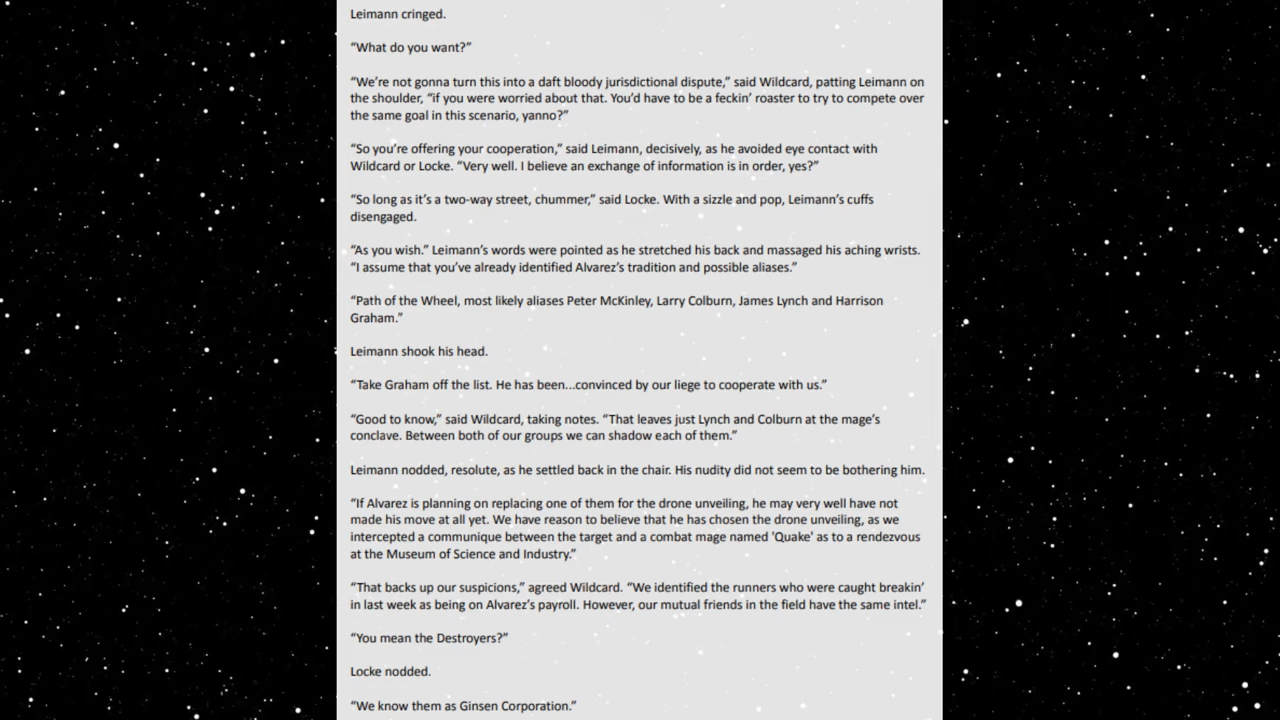 Leimann cringed.
“What do you want?”
“We’re not gonna turn this into a daft bloody jurisdictional dispute,” said Wildcard, patting Leimann on
the shoulder, “if you were worried about that. You’d have to be a feckin’ roaster to try to compete over
the same goal in this scenario, yanno?”
“So you’re offering your cooperation,” said Leimann, decisively, as he avoided eye contact with
Wildcard or Locke. “Very well. I believe an exchange of information is in order, yes?”
“So long as it’s a two-way street, chummer,” said Locke. With a sizzle and pop, Leimann’s cuffs
disengaged.
“As you wish.” Leimann’s words were pointed as he stretched his back and massaged his aching wrists.
“I assume that you’ve already identified Alvarez’s tradition and possible aliases.”
“Path of the Wheel, most likely aliases Peter McKinley, Larry Colburn, James Lynch and Harrison
Graham.”
Leimann shook his head.
“Take Graham off the list. He has been...convinced by our liege to cooperate with us.”
“Good to know,” said Wildcard, taking notes. “That leaves just Lynch and Colburn at the mage’s
conclave. Between both of our groups we can shadow each of them.”
Leimann nodded, resolute, as he settled back in the chair. His nudity did not seem to be bothering him.
“If Alvarez is planning on replacing one of them for the drone unveiling, he may very well have not
made his move at all yet. We have reason to believe that he has chosen the drone unveiling, as we
intercepted a communique between the target and a combat mage named 'Quake' as to a rendezvous
at the Museum of Science and Industry.”
“That backs up our suspicions,” agreed Wildcard. “We identified the runners who were caught breakin’
in last week as being on Alvarez’s payroll. However, our mutual friends in the field have the same intel.”
“You mean the Destroyers?”
Locke nodded.
“We know them as Ginsen Corporation.”